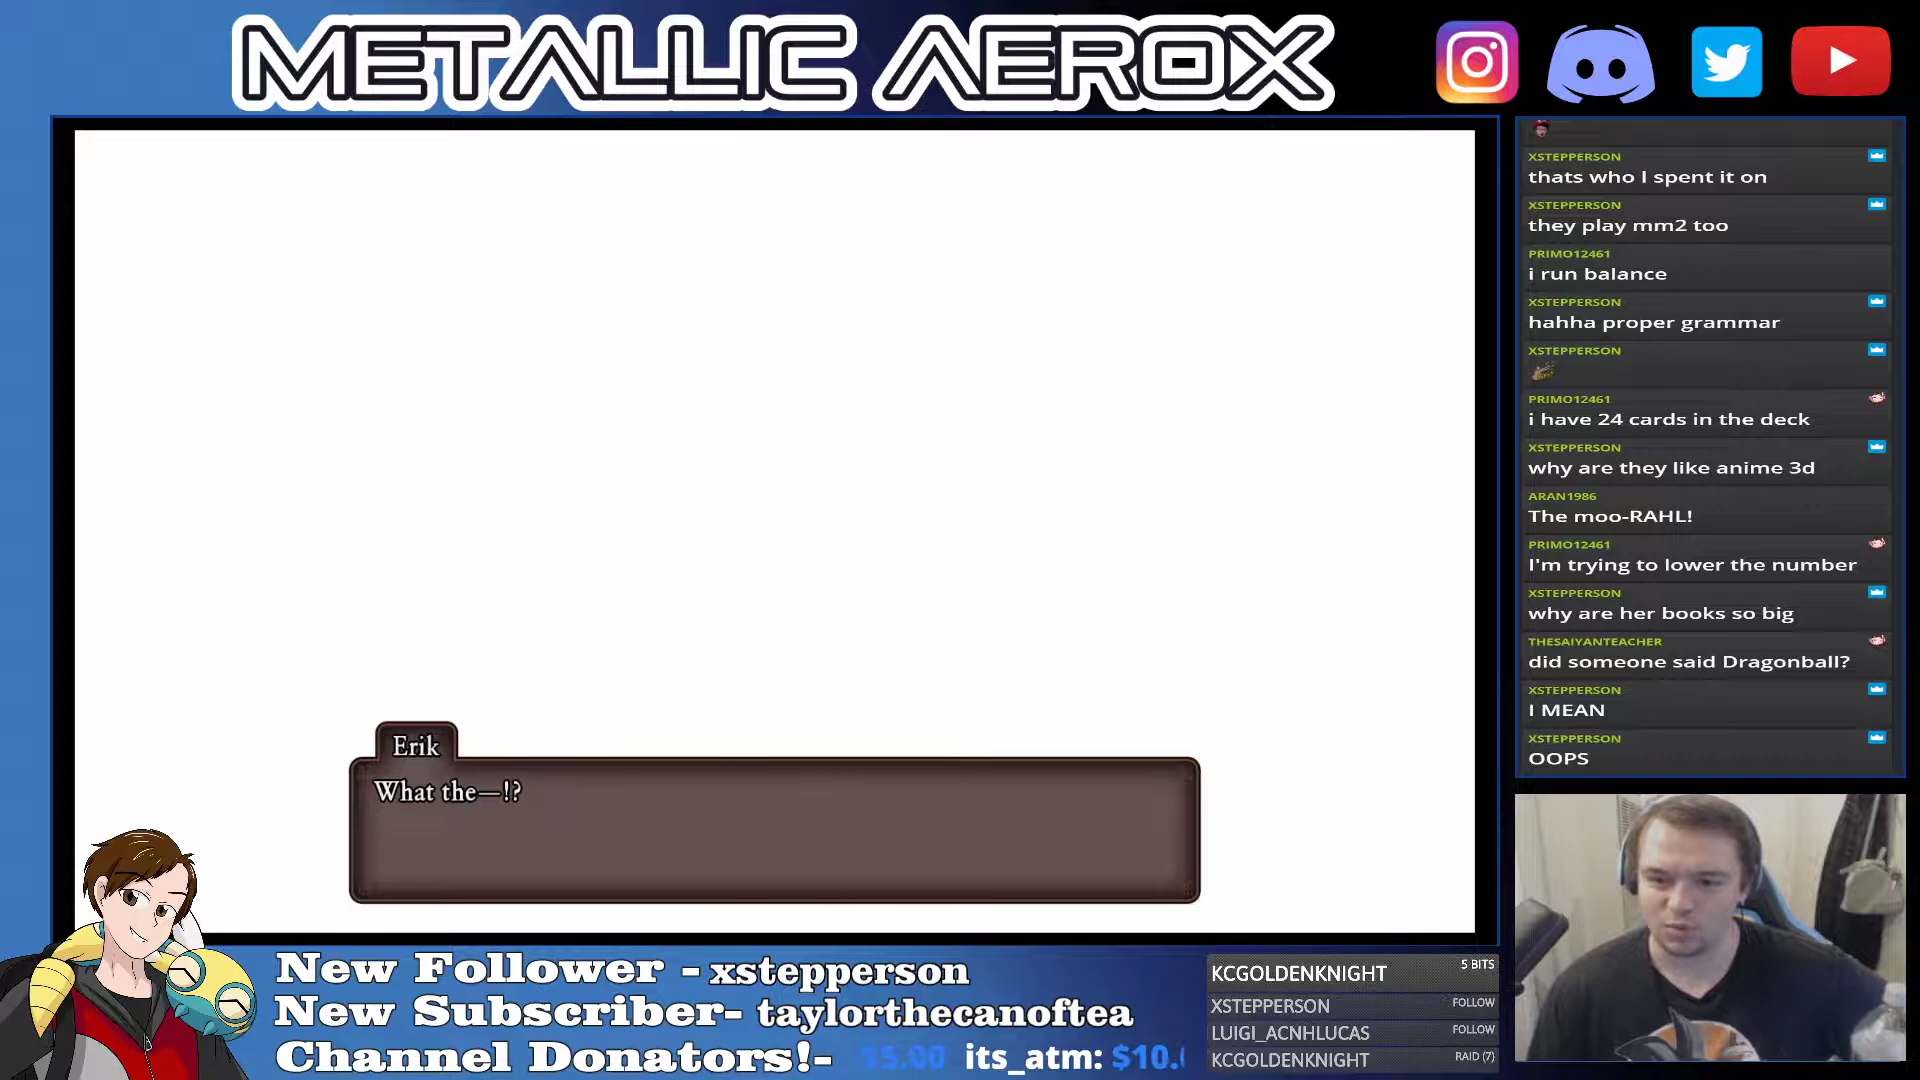 METALLIC AEROX
XSTEPPERSON
thats who I spent it on
XSTEPPERSON
they play mm2 too
PRIMO12461
i run balance
XSTEPPERSON
hahha proper grammar
XSTEPPERSON
PRIMO12461
i have 24 cards in the deck
XSTEPPERSON
why are they like anime 3d
ARAN1986
The moo-RAHL!
PRIMO12461
I'm trying to lower the number
XSTEPPERSON
why are her books so big
THESAIYANTEACHER
did someone said Dragonball?
XSTEPPERSON
I MEAN
XSTEPPERSON
OOPS
Erik
What the—!?
New Follower - xstepperson
New Subscriber- taylorthecanoftea
Channel Donators!- $5.00 its_atm: $10.
KCGOLDENKNIGHT 5 BITS
XSTEPPERSON FOLLOW
LUIGI_ACNHLUCAS FOLLOW
KCGOLDENKNIGHT RAID (7)